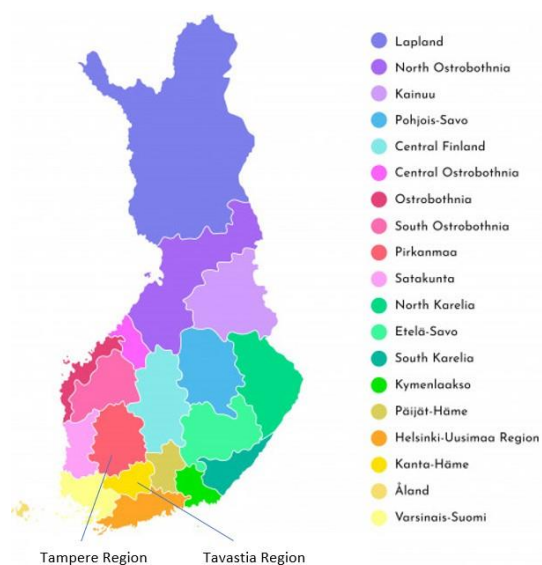 Lapland
North Ostrobothnia
Kainuu
Pohjois-Savo
Central Finland
Central Ostrobothnia
Ostrobothnia
South Ostrobothnia
Pirkanmaa
Satakunta
North Karelia
Etelä-Savo
South Karelia
Kymenlaakso
Päijät-Häme
Helsinki-Uusimaa Region
Kanta-Häme
Åland
Varsinais-Suomi
Tampere Region
Tavastia Region